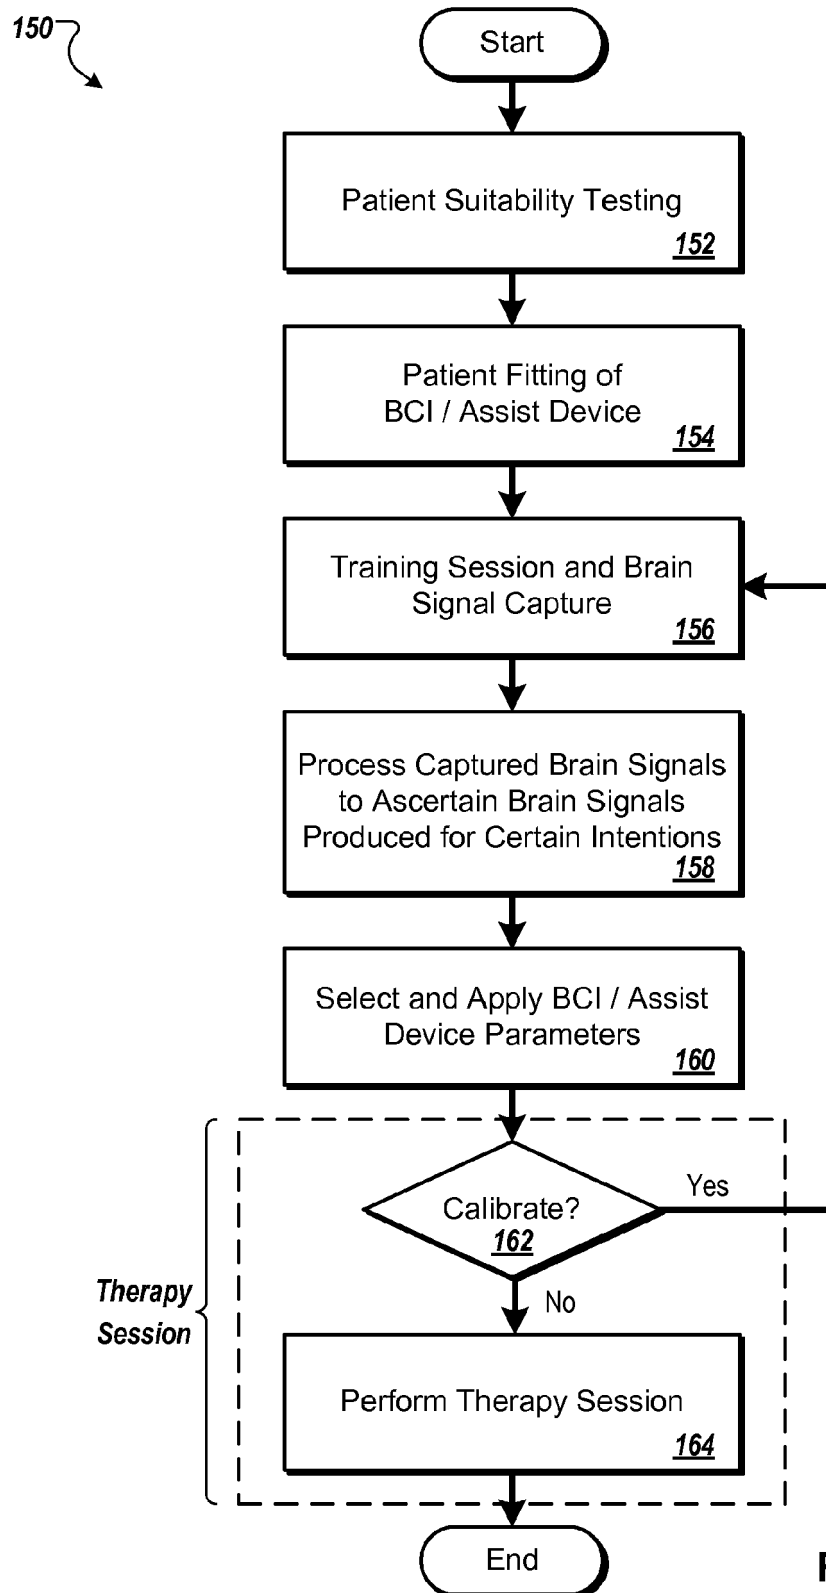 150
Start
Patient Suitability Testing
152
Patient Fitting of
BCI / Assist Device
154
Training Session and Brain
Signal Capture
156
Process Captured Brain Signals
to Ascertain Brain Signals
Produced for Certain Intentions
158
Select and Apply BCI / Assist
Device Parameters
160
Calibrate?
162
Yes
No
Therapy
Session
Perform Therapy Session
164
End